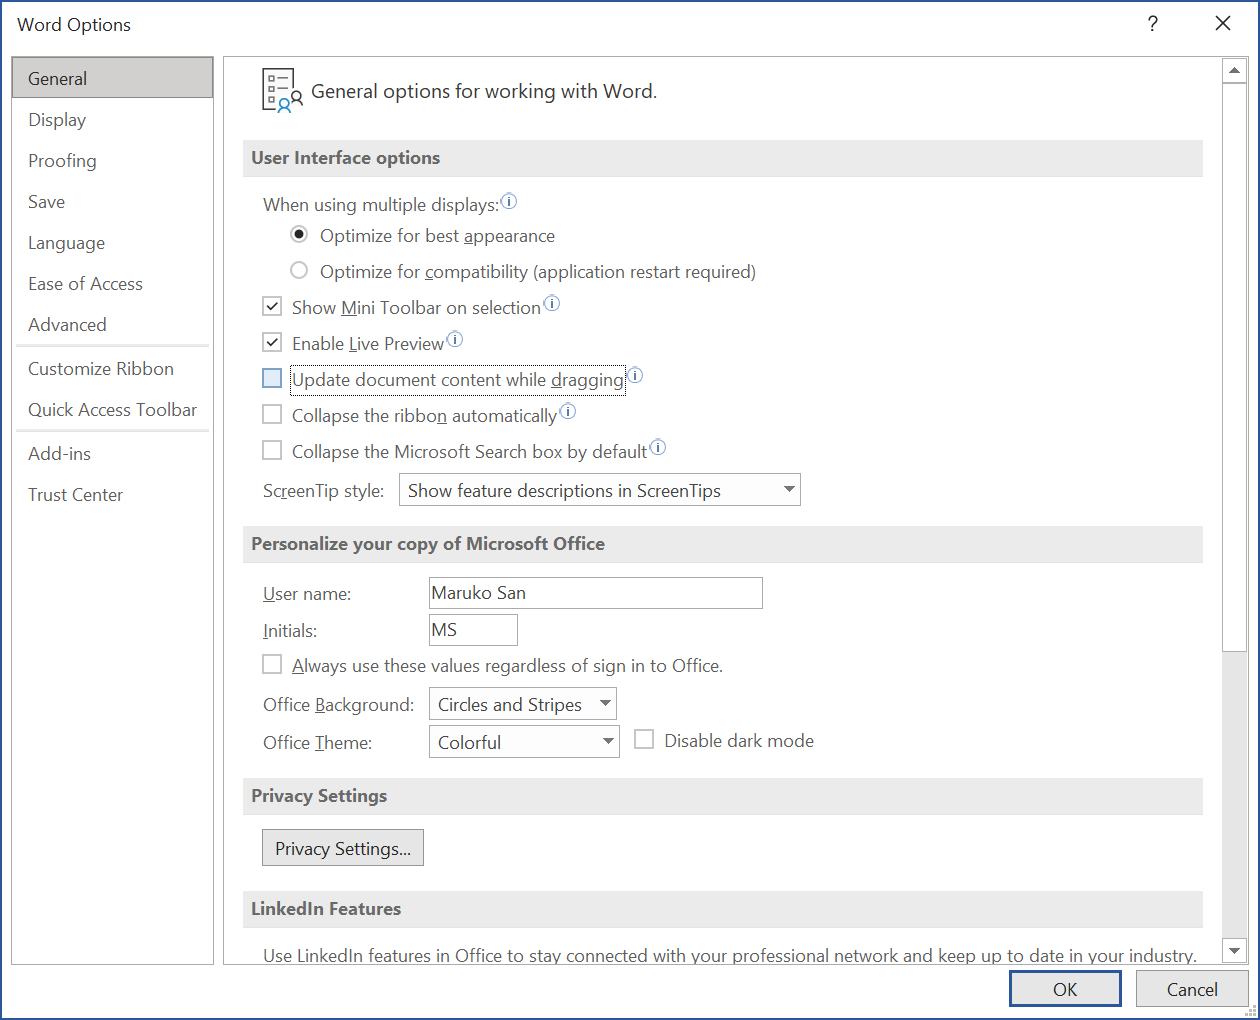 Word Options
?
General
Display
Proofing
Save
Language
Ease of Access
Advanced
Customize Ribbon
Quick Access Toolbar
Add-ins
Trust Center
General options for working with Word.
User Interface options
When using multiple displays:
Optimize for best appearance
Optimize for compatibility (application restart required)
Show Mini Toolbar on selection
Enable Live Preview
Update document content while dragging
Collapse the ribbon automatically
Collapse the Microsoft Search box by default
ScreenTip style: Show feature descriptions in ScreenTips
Personalize your copy of Microsoft Office
User name: Maruko San
Initials: MS
Always use these values regardless of sign in to Office.
Office Background: Circles and Stripes
Office Theme: Colorful Disable dark mode
Privacy Settings
Privacy Settings...
LinkedIn Features
Use LinkedIn features in Office to stay connected with your professional network and keep up to date in your industry.
OK Cancel